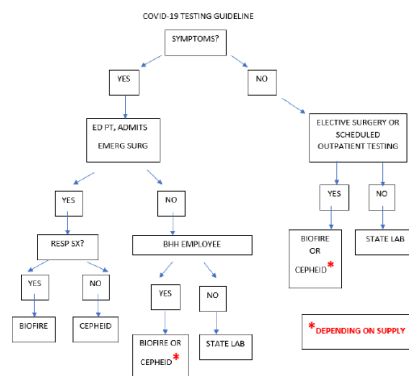 COVID-19 TESTING GUIDELINE
SYMPTOMS?
YES
NO
ED PT, ADMITS
EMERG SURG
ELECTIVE SURGERY OR
SCHEDULED
OUTPATIENT TESTING
YES
NO
YES
NO
RESP SX?
BHH EMPLOYEE
BIOFIRE
OR
CEPHEID *
STATE LAB
YES
NO
YES
NO
BIOFIRE
CEPHEID
BIOFIRE OR
CEPHEID *
STATE LAB
*DEPENDING ON SUPPLY